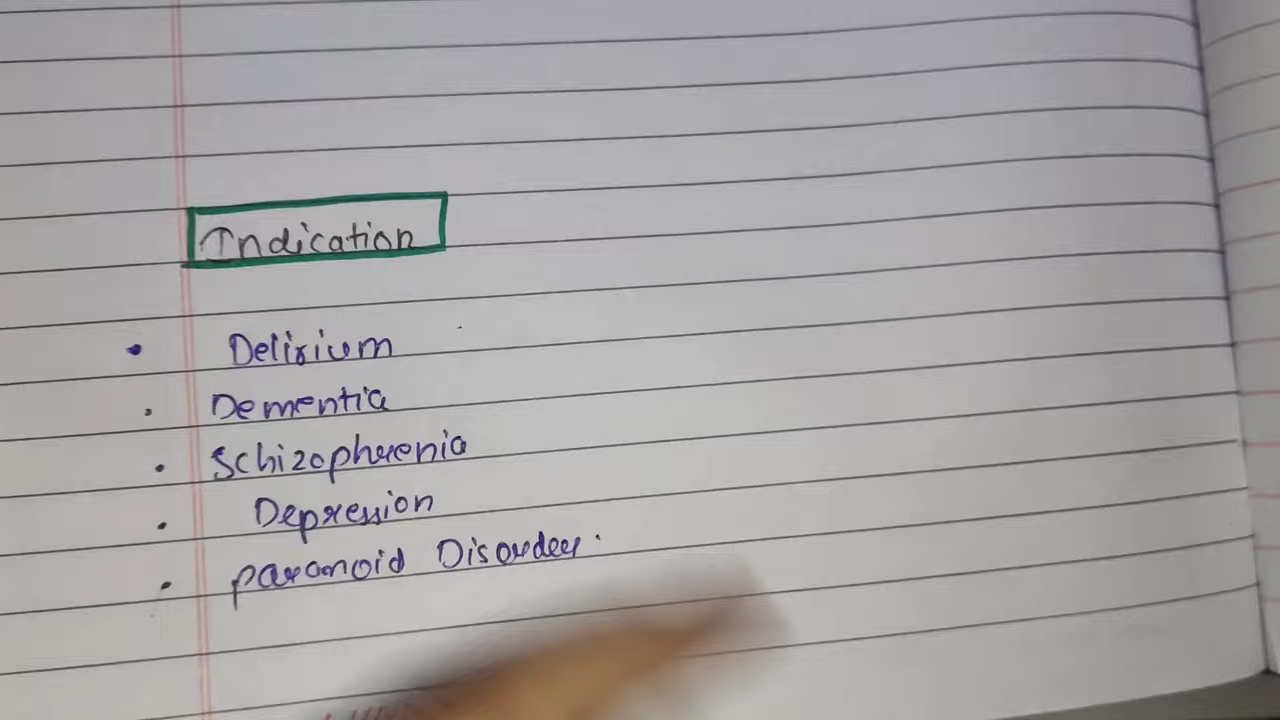 Indication
• Delirium
• Dementia
• Schizophrenia
• Depression
• paranoid Disorder.